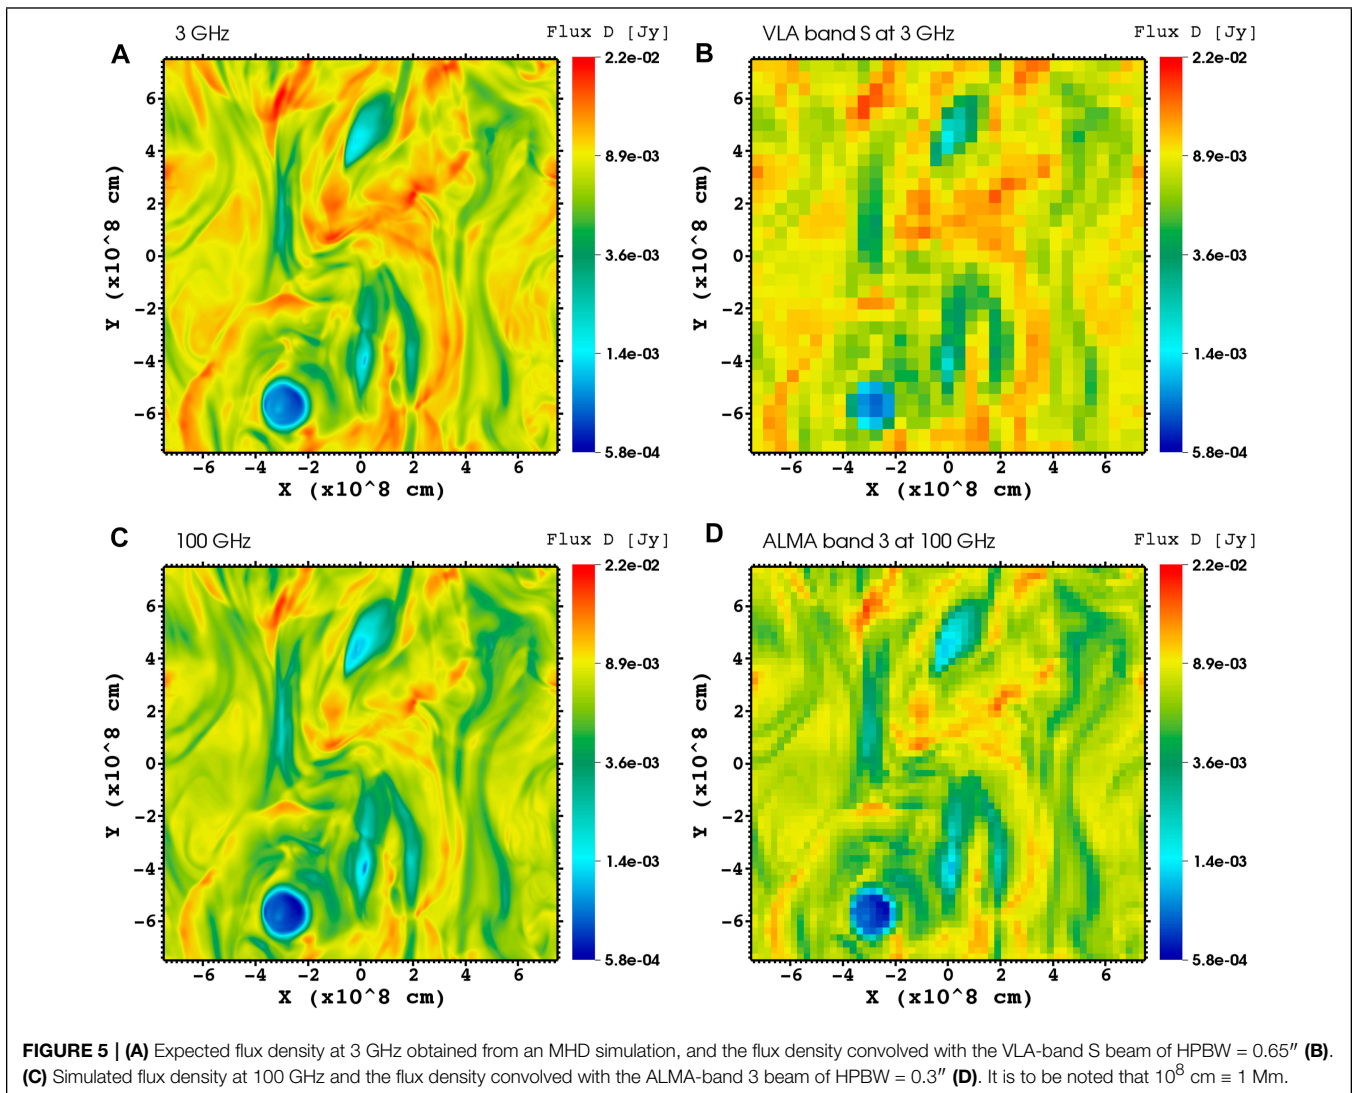 A
3 GHz
Flux D [Jy]
2.2e-02
8.9e-03
3.6e-03
1.4e-03
5.8e-04
6
4
2
0
-2
-4
-6
Y (x10^8 cm)
-6 -4 -2 0 2 4 6
X (x10^8 cm)
B
VLA band S at 3 GHz
Flux D [Jy]
2.2e-02
8.9e-03
3.6e-03
1.4e-03
5.8e-04
6
4
2
0
-2
-4
-6
Y (x10^8 cm)
-6 -4 -2 0 2 4 6
X (x10^8 cm)
C
100 GHz
Flux D [Jy]
2.2e-02
8.9e-03
3.6e-03
1.4e-03
5.8e-04
6
4
2
0
-2
-4
-6
Y (x10^8 cm)
-6 -4 -2 0 2 4 6
X (x10^8 cm)
D
ALMA band 3 at 100 GHz
Flux D [Jy]
2.2e-02
8.9e-03
3.6e-03
1.4e-03
5.8e-04
6
4
2
0
-2
-4
-6
Y (x10^8 cm)
-6 -4 -2 0 2 4 6
X (x10^8 cm)
FIGURE 5 | (A) Expected flux density at 3 GHz obtained from an MHD simulation, and the flux density convolved with the VLA-band S beam of HPBW = 0.65″ (B).
(C) Simulated flux density at 100 GHz and the flux density convolved with the ALMA-band 3 beam of HPBW = 0.3″ (D). It is to be noted that 10⁸ cm ≡ 1 Mm.